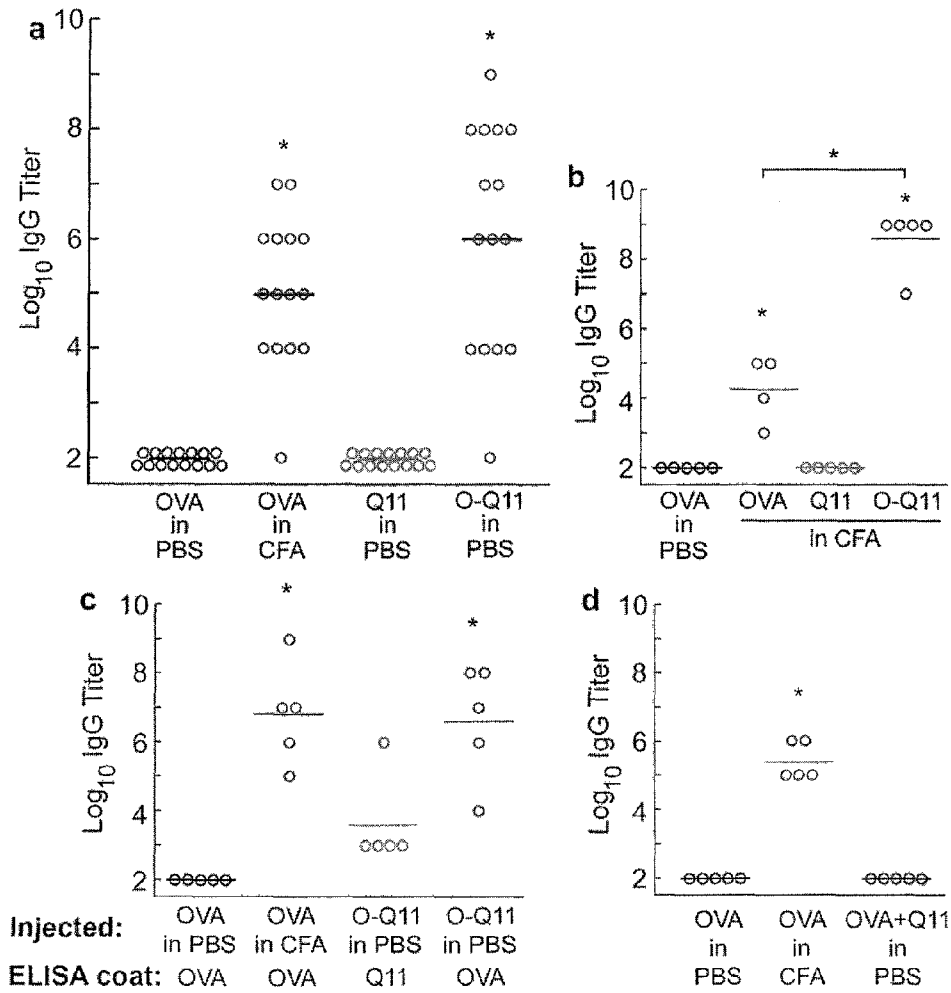 a
10
8
6
4
2
Log10 IgG Titer
*
*
OVA in PBS
OVA in CFA
Q11 in PBS
O-Q11 in PBS
b
10
8
6
4
2
Log10 IgG Titer
*
*
*
OVA in PBS
OVA
Q11
O-Q11
in CFA
c
10
8
6
4
2
Log10 IgG Titer
*
*
Injected:
OVA in PBS
OVA in CFA
O-Q11 in PBS
O-Q11 in PBS
ELISA coat:
OVA
OVA
Q11
OVA
d
10
8
6
4
2
Log10 IgG Titer
*
OVA in PBS
OVA in CFA
OVA+Q11 in PBS